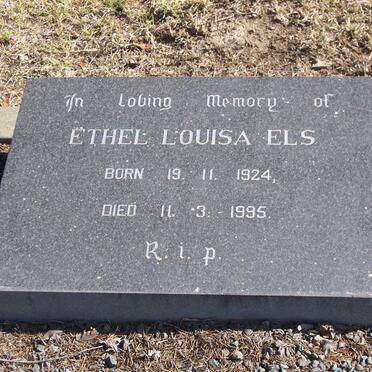 In Loving Memory of
ETHEL LOUISA ELS
BORN 19. 11. 1924,
DIED 11. 3. 1995.
R. i. p.